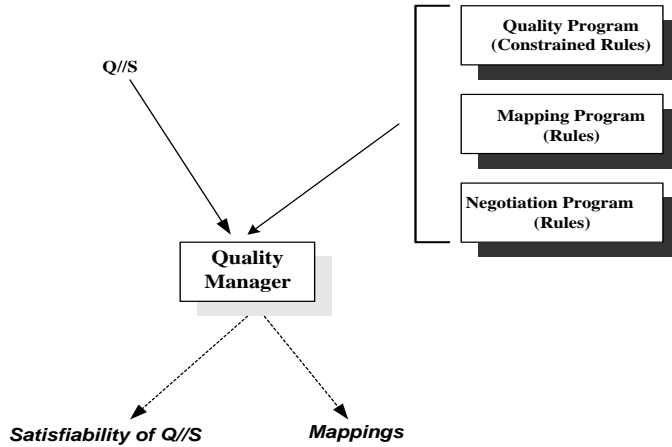 Quality Program
(Constrained Rules)
Q//S
Mapping Program
(Rules)
Negotiation Program
(Rules)
Quality
Manager
Satisfiability of Q//S
Mappings